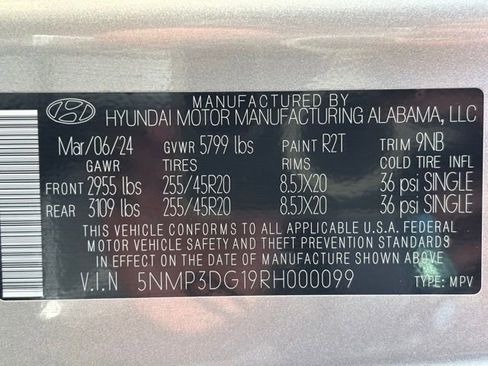 MANUFACTURED BY
HYUNDAI MOTOR MANUFACTURING ALABAMA, LLC
Mar/06/24 GVWR 5799 lbs PAINT R2T TRIM 9NB
GAWR TIRES RIMS COLD TIRE INFL
FRONT 2955 lbs 255/45R20 8.5JX20 36 psi SINGLE
REAR 3109 lbs 255/45R20 8.5JX20 36 psi SINGLE
THIS VEHICLE CONFORMS TO ALL APPLICABLE U.S.A FEDERAL
MOTOR VEHICLE SAFETY AND THEFT PREVENTION STANDARDS
IN EFFECT ON THE DATE OF MANUFACTURE SHOWN ABOVE.
V.I.N 5NMP3DG19RH000099 TYPE: MPV